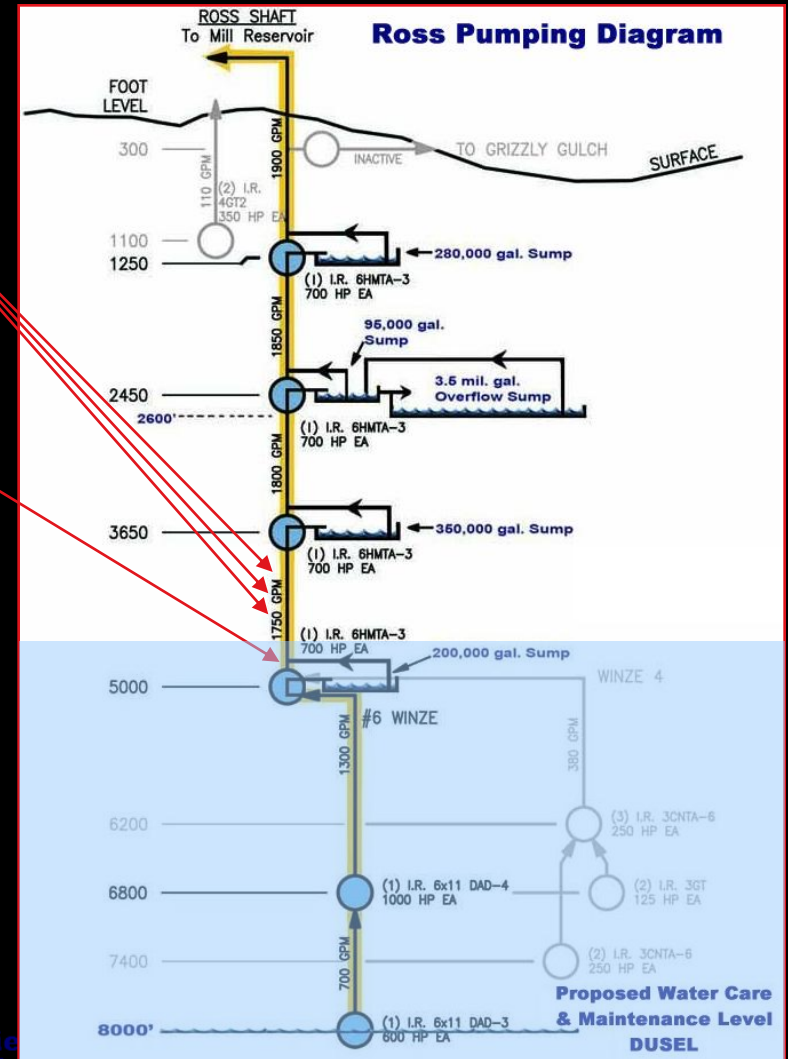 ROSS SHAFT
To Mill Reservoir
Ross Pumping Diagram
FOOT
LEVEL
300
1900 GPM
INACTIVE
TO GRIZZLY GULCH
SURFACE
110 GPM
(2) I.R.
4GT2
350 HP EA
1100
1250
280,000 gal. Sump
(1) I.R. 6HMTA-3
700 HP EA
1850 GPM
95,000 gal.
Sump
3.5 mil. gal.
Overflow Sump
2450
2600'
(1) I.R. 6HMTA-3
700 HP EA
1800 GPM
3650
350,000 gal. Sump
(1) I.R. 6HMTA-3
700 HP EA
1750 GPM
(1) I.R. 6HMTA-3
700 HP EA
200,000 gal. Sump
5000
WINZE 4
#6 WINZE
1300 GPM
380 GPM
6200
(3) I.R. 3CNTA-6
250 HP EA
6800
(1) I.R. 6x11 DAD-4
1000 HP EA
(2) I.R. 3GT
125 HP EA
700 GPM
7400
(2) I.R. 3CNTA-6
250 HP EA
Proposed Water Care
& Maintenance Level
DUSEL
8000'
(1) I.R. 6x11 DAD-3
600 HP EA